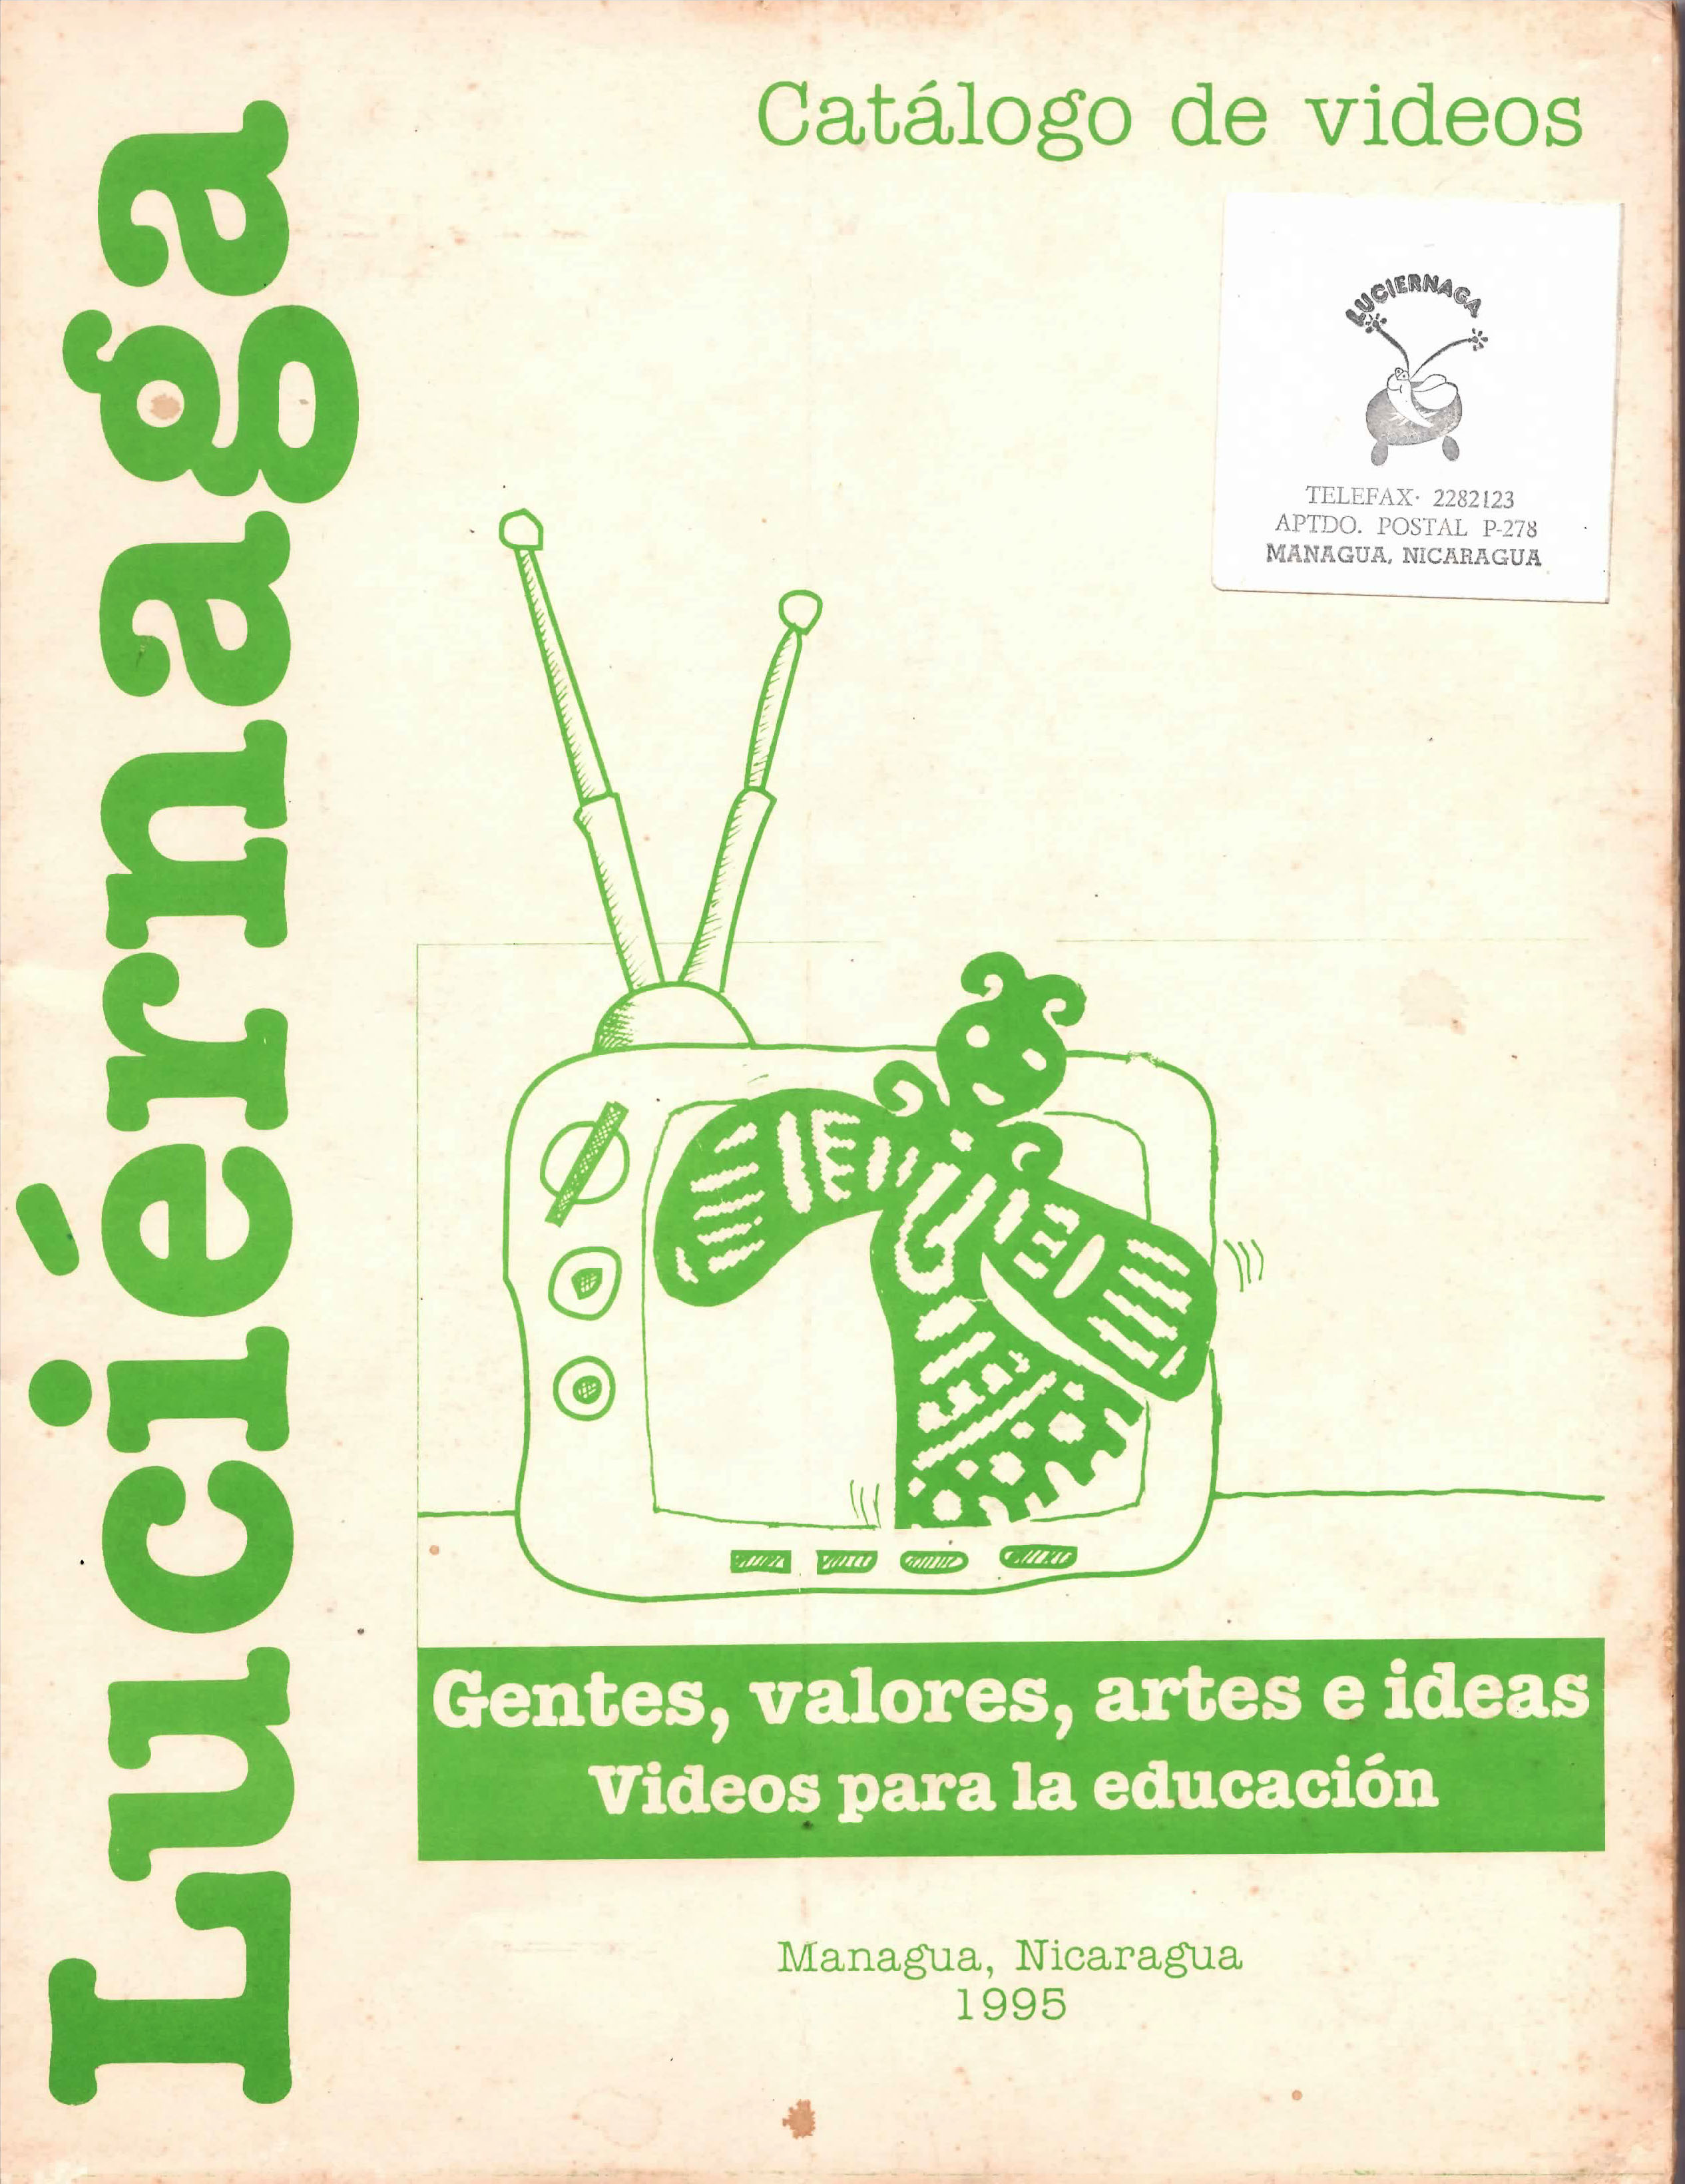 Catálogo de videos
Luciérnaga
LUCIERNAGA
TELEFAX· 2282123
APTDO. POSTAL P-278
MANAGUA, NICARAGUA
Gentes, valores, artes e ideas
Videos para la educación
Managua, Nicaragua
1995